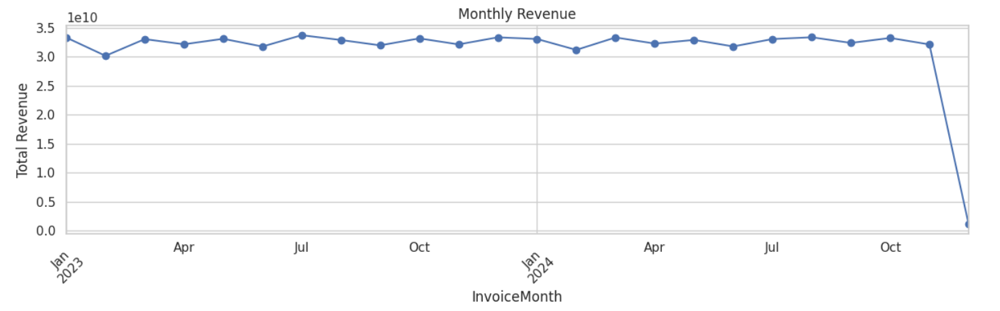 Monthly Revenue
1e10
3.5
3.0
2.5
2.0
1.5
1.0
0.5
0.0
Total Revenue
Jan
2023
Apr
Jul
Oct
Jan
2024
Apr
Jul
Oct
InvoiceMonth